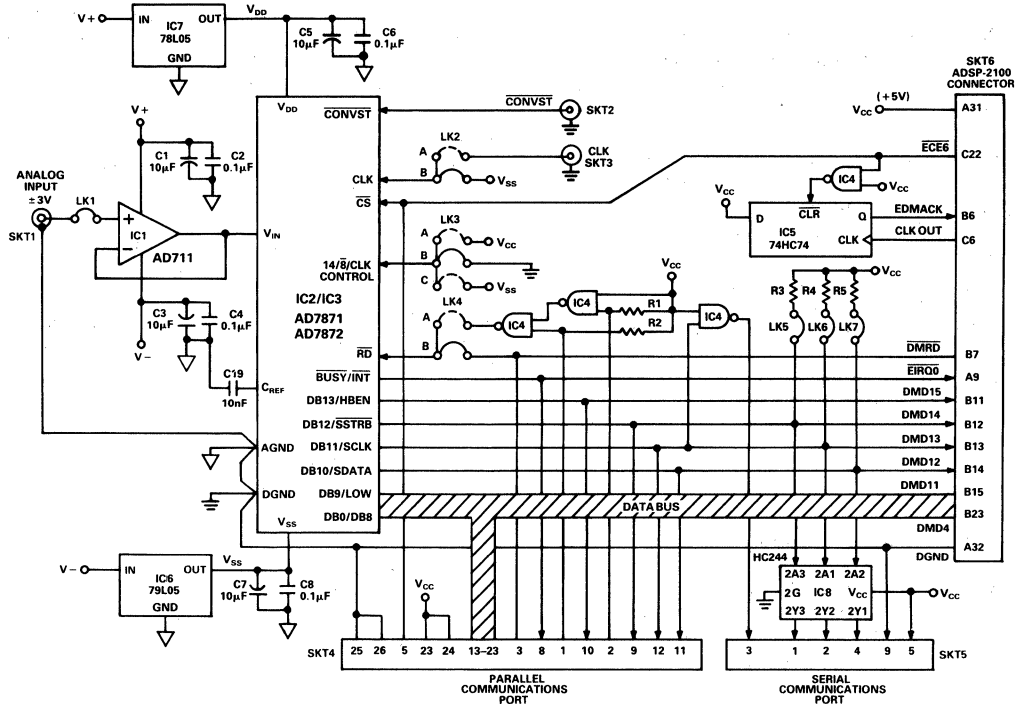 V+ IN IC7 78L05 GND OUT VDD
C5 10µF
C6 0.1µF
SKT6
ADSP-2100
CONNECTOR
V+
C1 10µF
C2 0.1µF
ANALOG
INPUT
±3V
SKT1
LK1
+
−
IC1
AD711
C3 10µF
C4 0.1µF
V−
C19
10nF
VDD
CONVST
CLK
CS
VIN
14/8/CLK
CONTROL
IC2/IC3
AD7871
AD7872
RD
BUSY/INT
CREF
DB13/HBEN
DB12/SSTRB
DB11/SCLK
AGND
DB10/SDATA
DGND
DB9/LOW
DB0/DB8
VSS
CONVST
SKT2
LK2
A
B
CLK
SKT3
VSS
LK3
A
VCC
B
C
VSS
LK4
A
B
IC4
IC4
VCC
R1
R2
IC4
VCC (+5V)
A31
ECE6
C22
IC4
VCC
VCC
D
CLR
Q
IC5
74HC74
CLK
EDMACK
B6
CLK OUT
C6
VCC
R3
R4
R5
LK5
LK6
LK7
DMRD
B7
EIRQ0
A9
DMD15
B11
DMD14
B12
DMD13
B13
DMD12
B14
DMD11
B15
DATA BUS
B23
DMD4
DGND
A32
V− IN IC6 79L05 GND OUT VSS
C7 10µF
C8 0.1µF
VCC
HC244
2A3 2A1 2A2
2G IC8 VCC
2Y3 2Y2 2Y1
VCC
SKT4 25 26 5 23 24 13–23 3 8 1 10 2 9 12 11
3 1 2 4 9 5 SKT5
PARALLEL
COMMUNICATIONS
PORT
SERIAL
COMMUNICATIONS
PORT